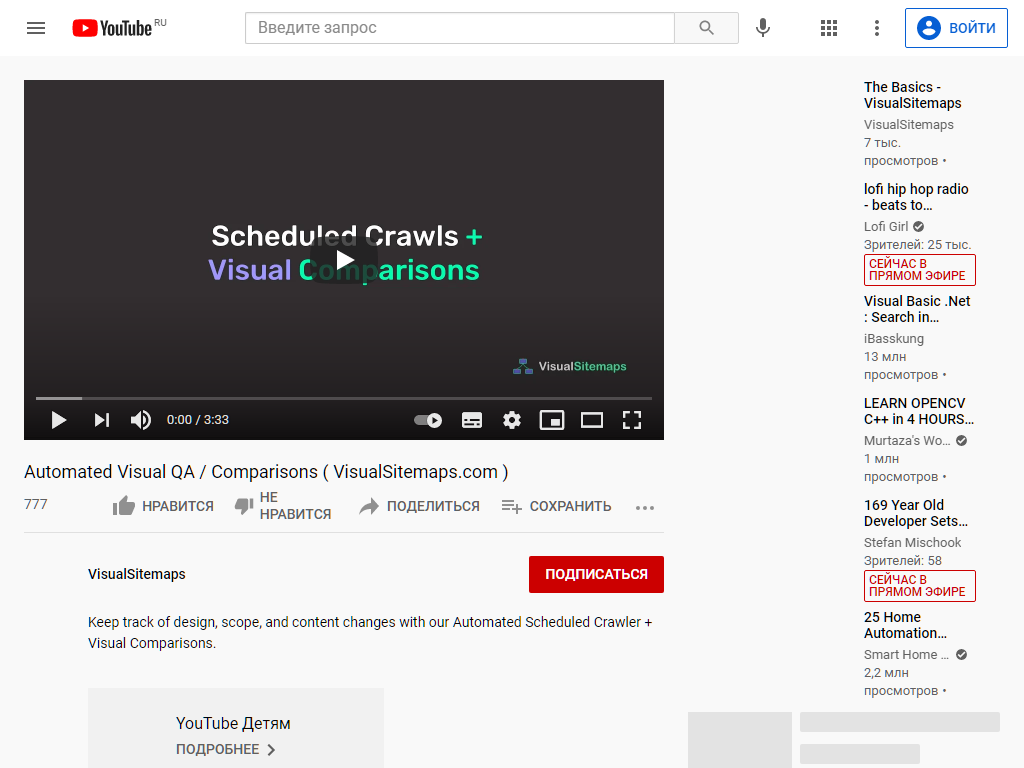 YouTube RU
Введите запрос
ВОЙТИ
Scheduled Crawls +
Visual Comparisons
VisualSitemaps
0:00 / 3:33
Automated Visual QA / Comparisons ( VisualSitemaps.com )
777
НРАВИТСЯ
НЕ
НРАВИТСЯ
ПОДЕЛИТЬСЯ
СОХРАНИТЬ
VisualSitemaps
ПОДПИСАТЬСЯ
Keep track of design, scope, and content changes with our Automated Scheduled Crawler +
Visual Comparisons.
YouTube Детям
ПОДРОБНЕЕ
The Basics -
VisualSitemaps
VisualSitemaps
7 тыс.
просмотров •
lofi hip hop radio
- beats to...
Lofi Girl
Зрителей: 25 тыс.
СЕЙЧАС В
ПРЯМОМ ЭФИРЕ
Visual Basic .Net
: Search in...
iBasskung
13 млн
просмотров •
LEARN OPENCV
C++ in 4 HOURS...
Murtaza's Wo...
1 млн
просмотров •
169 Year Old
Developer Sets...
Stefan Mischook
Зрителей: 58
СЕЙЧАС В
ПРЯМОМ ЭФИРЕ
25 Home
Automation...
Smart Home ...
2,2 млн
просмотров •